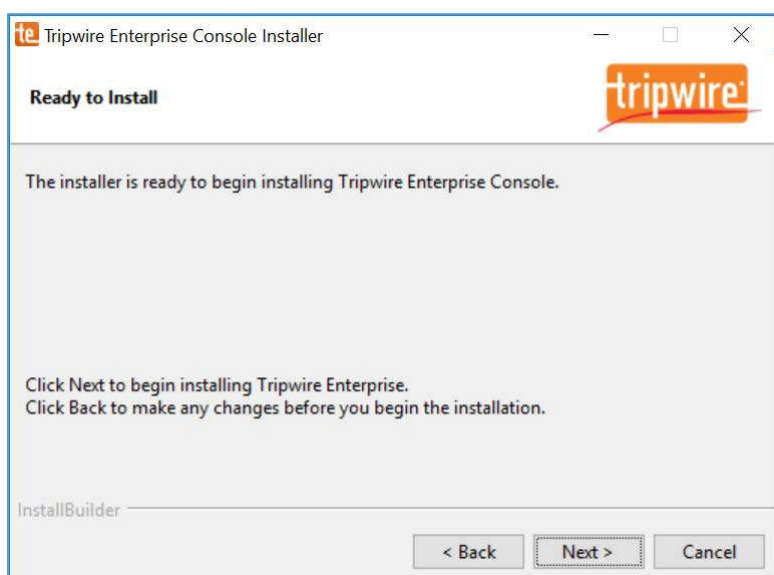 te Tripwire Enterprise Console Installer
Ready to Install
tripwire
The installer is ready to begin installing Tripwire Enterprise Console.
Click Next to begin installing Tripwire Enterprise.
Click Back to make any changes before you begin the installation.
InstallBuilder
< Back Next > Cancel